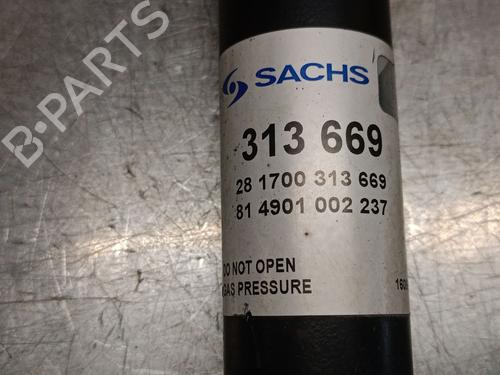 B-PARTS
SACHS
313 669
28 1700 313 669
81 4901 002 237
DO NOT OPEN
GAS PRESSURE